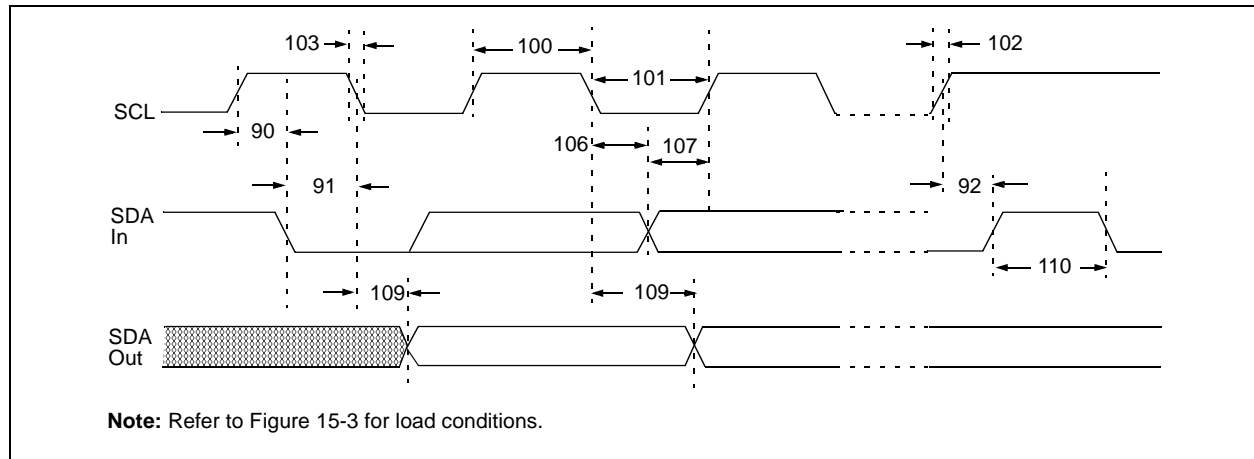 103
100
102
101
SCL
90
106
107
91
92
SDA
In
110
109
109
SDA
Out
Note: Refer to Figure 15-3 for load conditions.